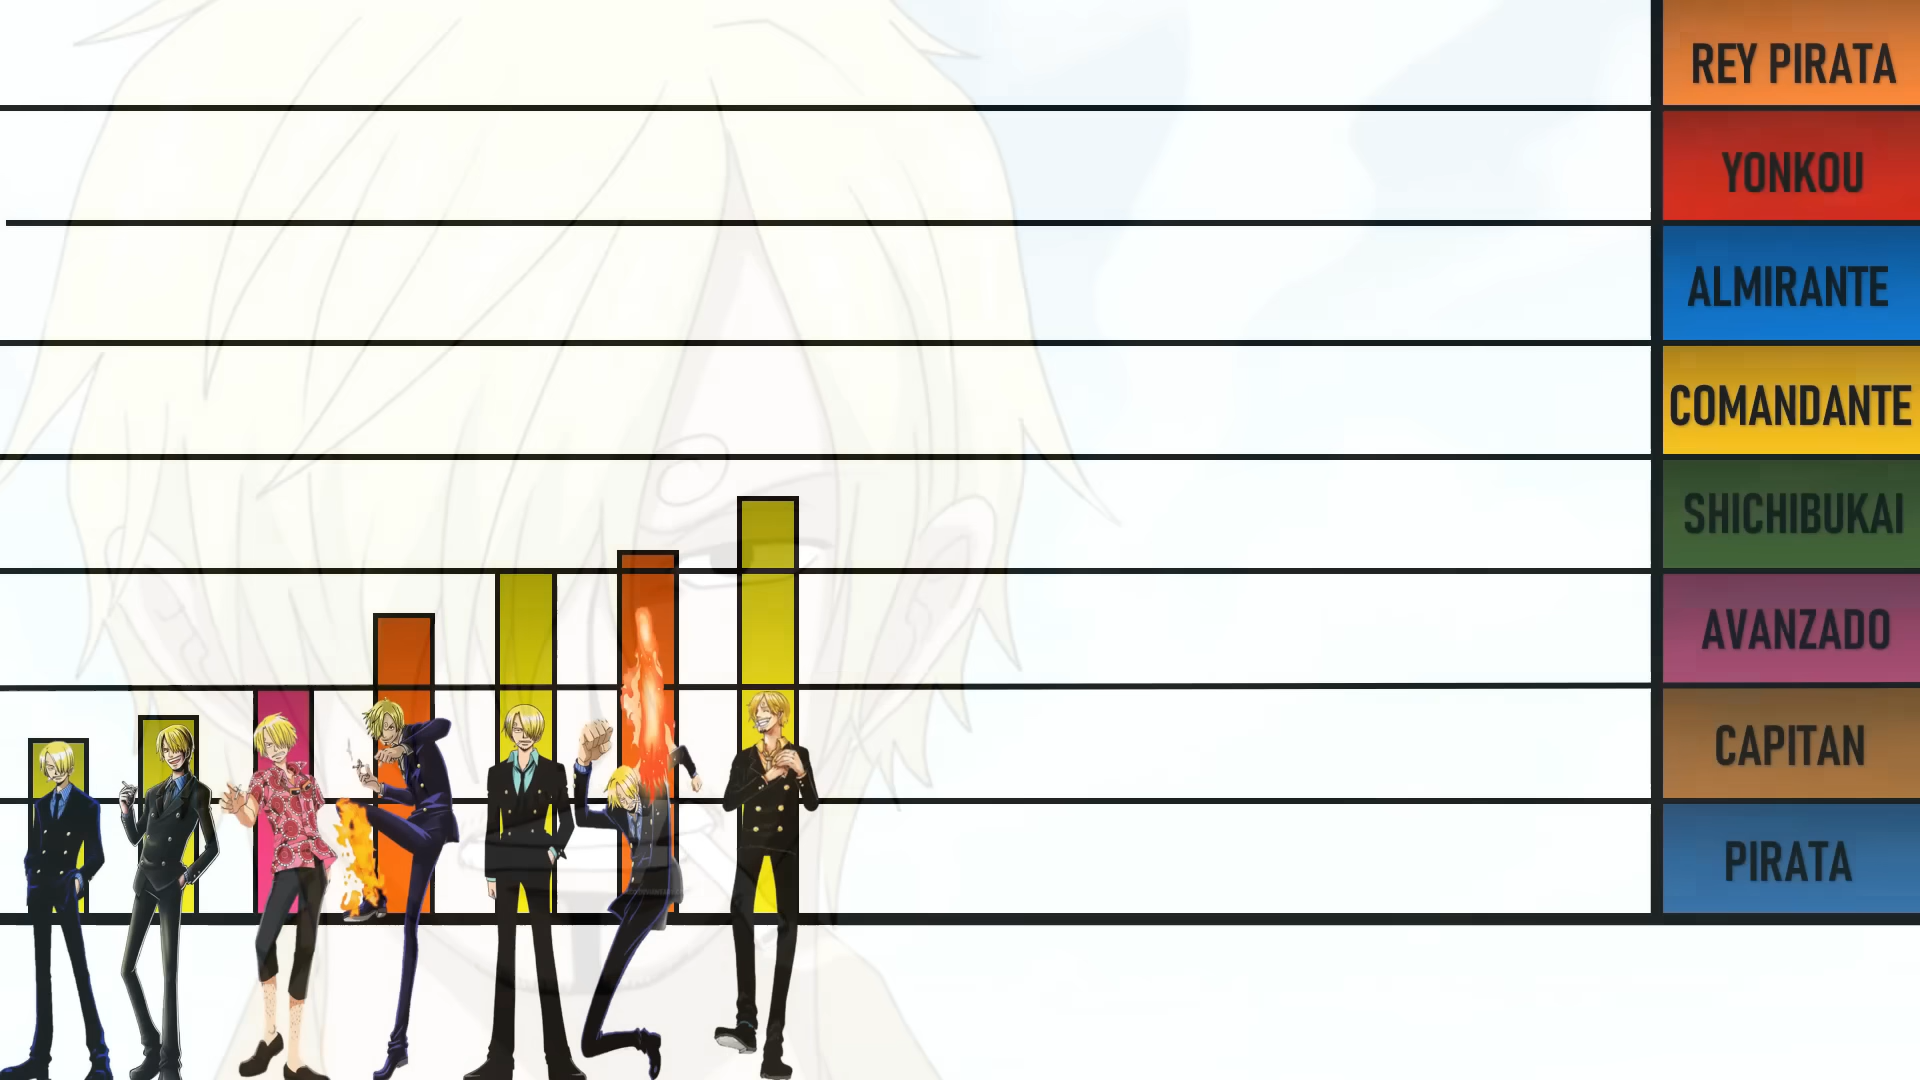 REY PIRATA
YONKOU
ALMIRANTE
COMANDANTE
SHICHIBUKAI
AVANZADO
CAPITAN
PIRATA